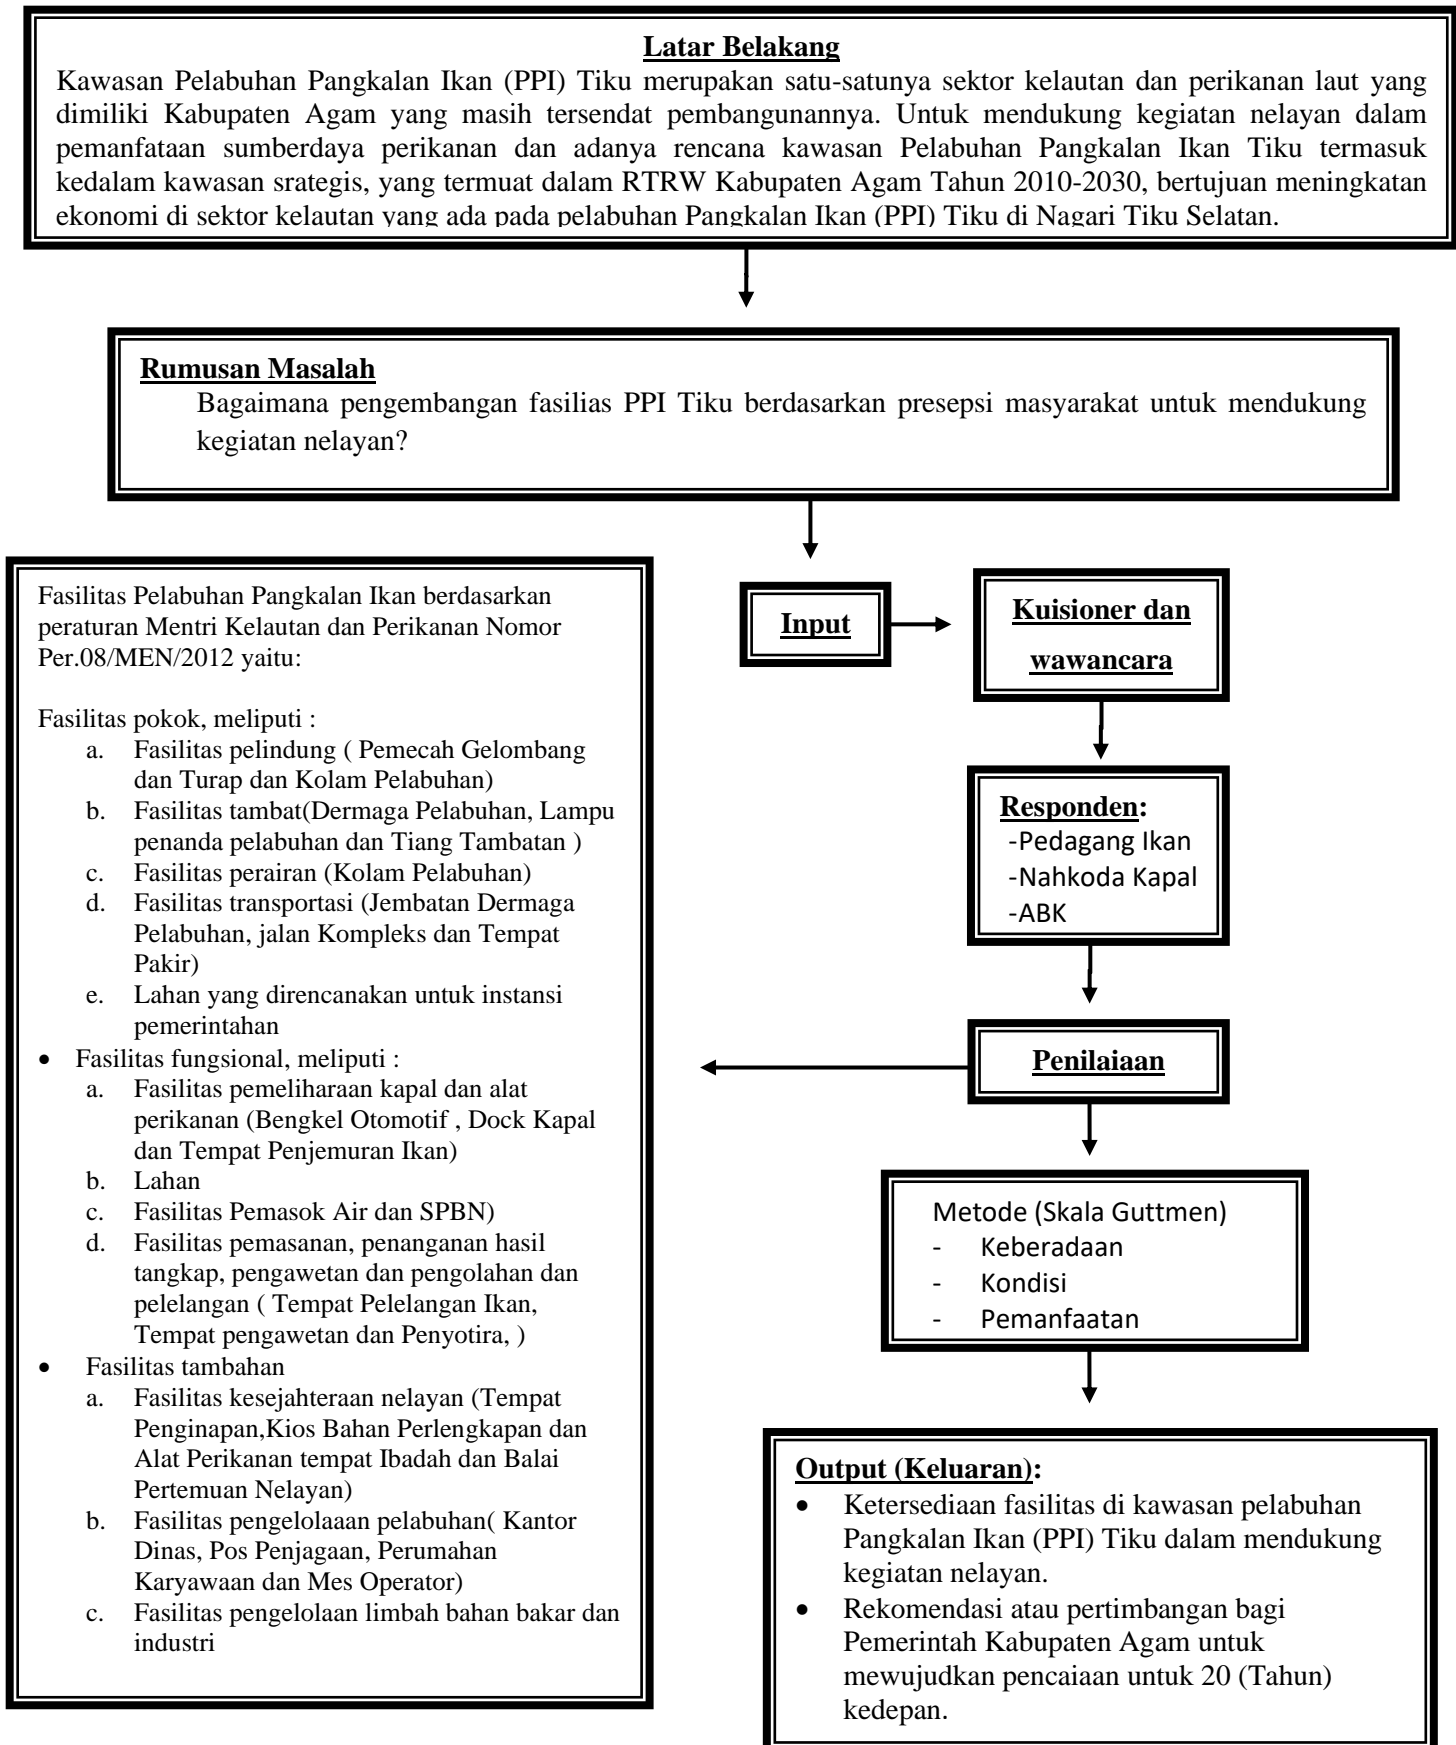 Latar Belakang
Kawasan Pelabuhan Pangkalan Ikan (PPI) Tiku merupakan satu-satunya sektor kelautan dan perikanan laut yang
dimiliki Kabupaten Agam yang masih tersendat pembangunannya. Untuk mendukung kegiatan nelayan dalam
pemanfataan sumberdaya perikanan dan adanya rencana kawasan Pelabuhan Pangkalan Ikan Tiku termasuk
kedalam kawasan srategis, yang termuat dalam RTRW Kabupaten Agam Tahun 2010-2030, bertujuan meningkatan
ekonomi di sektor kelautan yang ada pada pelabuhan Pangkalan Ikan (PPI) Tiku di Nagari Tiku Selatan.
Rumusan Masalah
Bagaimana pengembangan fasilias PPI Tiku berdasarkan presepsi masyarakat untuk mendukung
kegiatan nelayan?
Fasilitas Pelabuhan Pangkalan Ikan berdasarkan
peraturan Mentri Kelautan dan Perikanan Nomor
Per.08/MEN/2012 yaitu:
Fasilitas pokok, meliputi :
a. Fasilitas pelindung ( Pemecah Gelombang
dan Turap dan Kolam Pelabuhan)
b. Fasilitas tambat(Dermaga Pelabuhan, Lampu
penanda pelabuhan dan Tiang Tambatan )
c. Fasilitas perairan (Kolam Pelabuhan)
d. Fasilitas transportasi (Jembatan Dermaga
Pelabuhan, jalan Kompleks dan Tempat
Pakir)
e. Lahan yang direncanakan untuk instansi
pemerintahan
• Fasilitas fungsional, meliputi :
a. Fasilitas pemeliharaan kapal dan alat
perikanan (Bengkel Otomotif , Dock Kapal
dan Tempat Penjemuran Ikan)
b. Lahan
c. Fasilitas Pemasok Air dan SPBN)
d. Fasilitas pemasanan, penanganan hasil
tangkap, pengawetan dan pengolahan dan
pelelangan ( Tempat Pelelangan Ikan,
Tempat pengawetan dan Penyotira, )
• Fasilitas tambahan
a. Fasilitas kesejahteraan nelayan (Tempat
Penginapan,Kios Bahan Perlengkapan dan
Alat Perikanan tempat Ibadah dan Balai
Pertemuan Nelayan)
b. Fasilitas pengelolaaan pelabuhan( Kantor
Dinas, Pos Penjagaan, Perumahan
Karyawaan dan Mes Operator)
c. Fasilitas pengelolaan limbah bahan bakar dan
industri
Input
Kuisioner dan
wawancara
Responden:
-Pedagang Ikan
-Nahkoda Kapal
-ABK
Penilaiaan
Metode (Skala Guttmen)
- Keberadaan
- Kondisi
- Pemanfaatan
Output (Keluaran):
• Ketersediaan fasilitas di kawasan pelabuhan
Pangkalan Ikan (PPI) Tiku dalam mendukung
kegiatan nelayan.
• Rekomendasi atau pertimbangan bagi
Pemerintah Kabupaten Agam untuk
mewujudkan pencaiaan untuk 20 (Tahun)
kedepan.